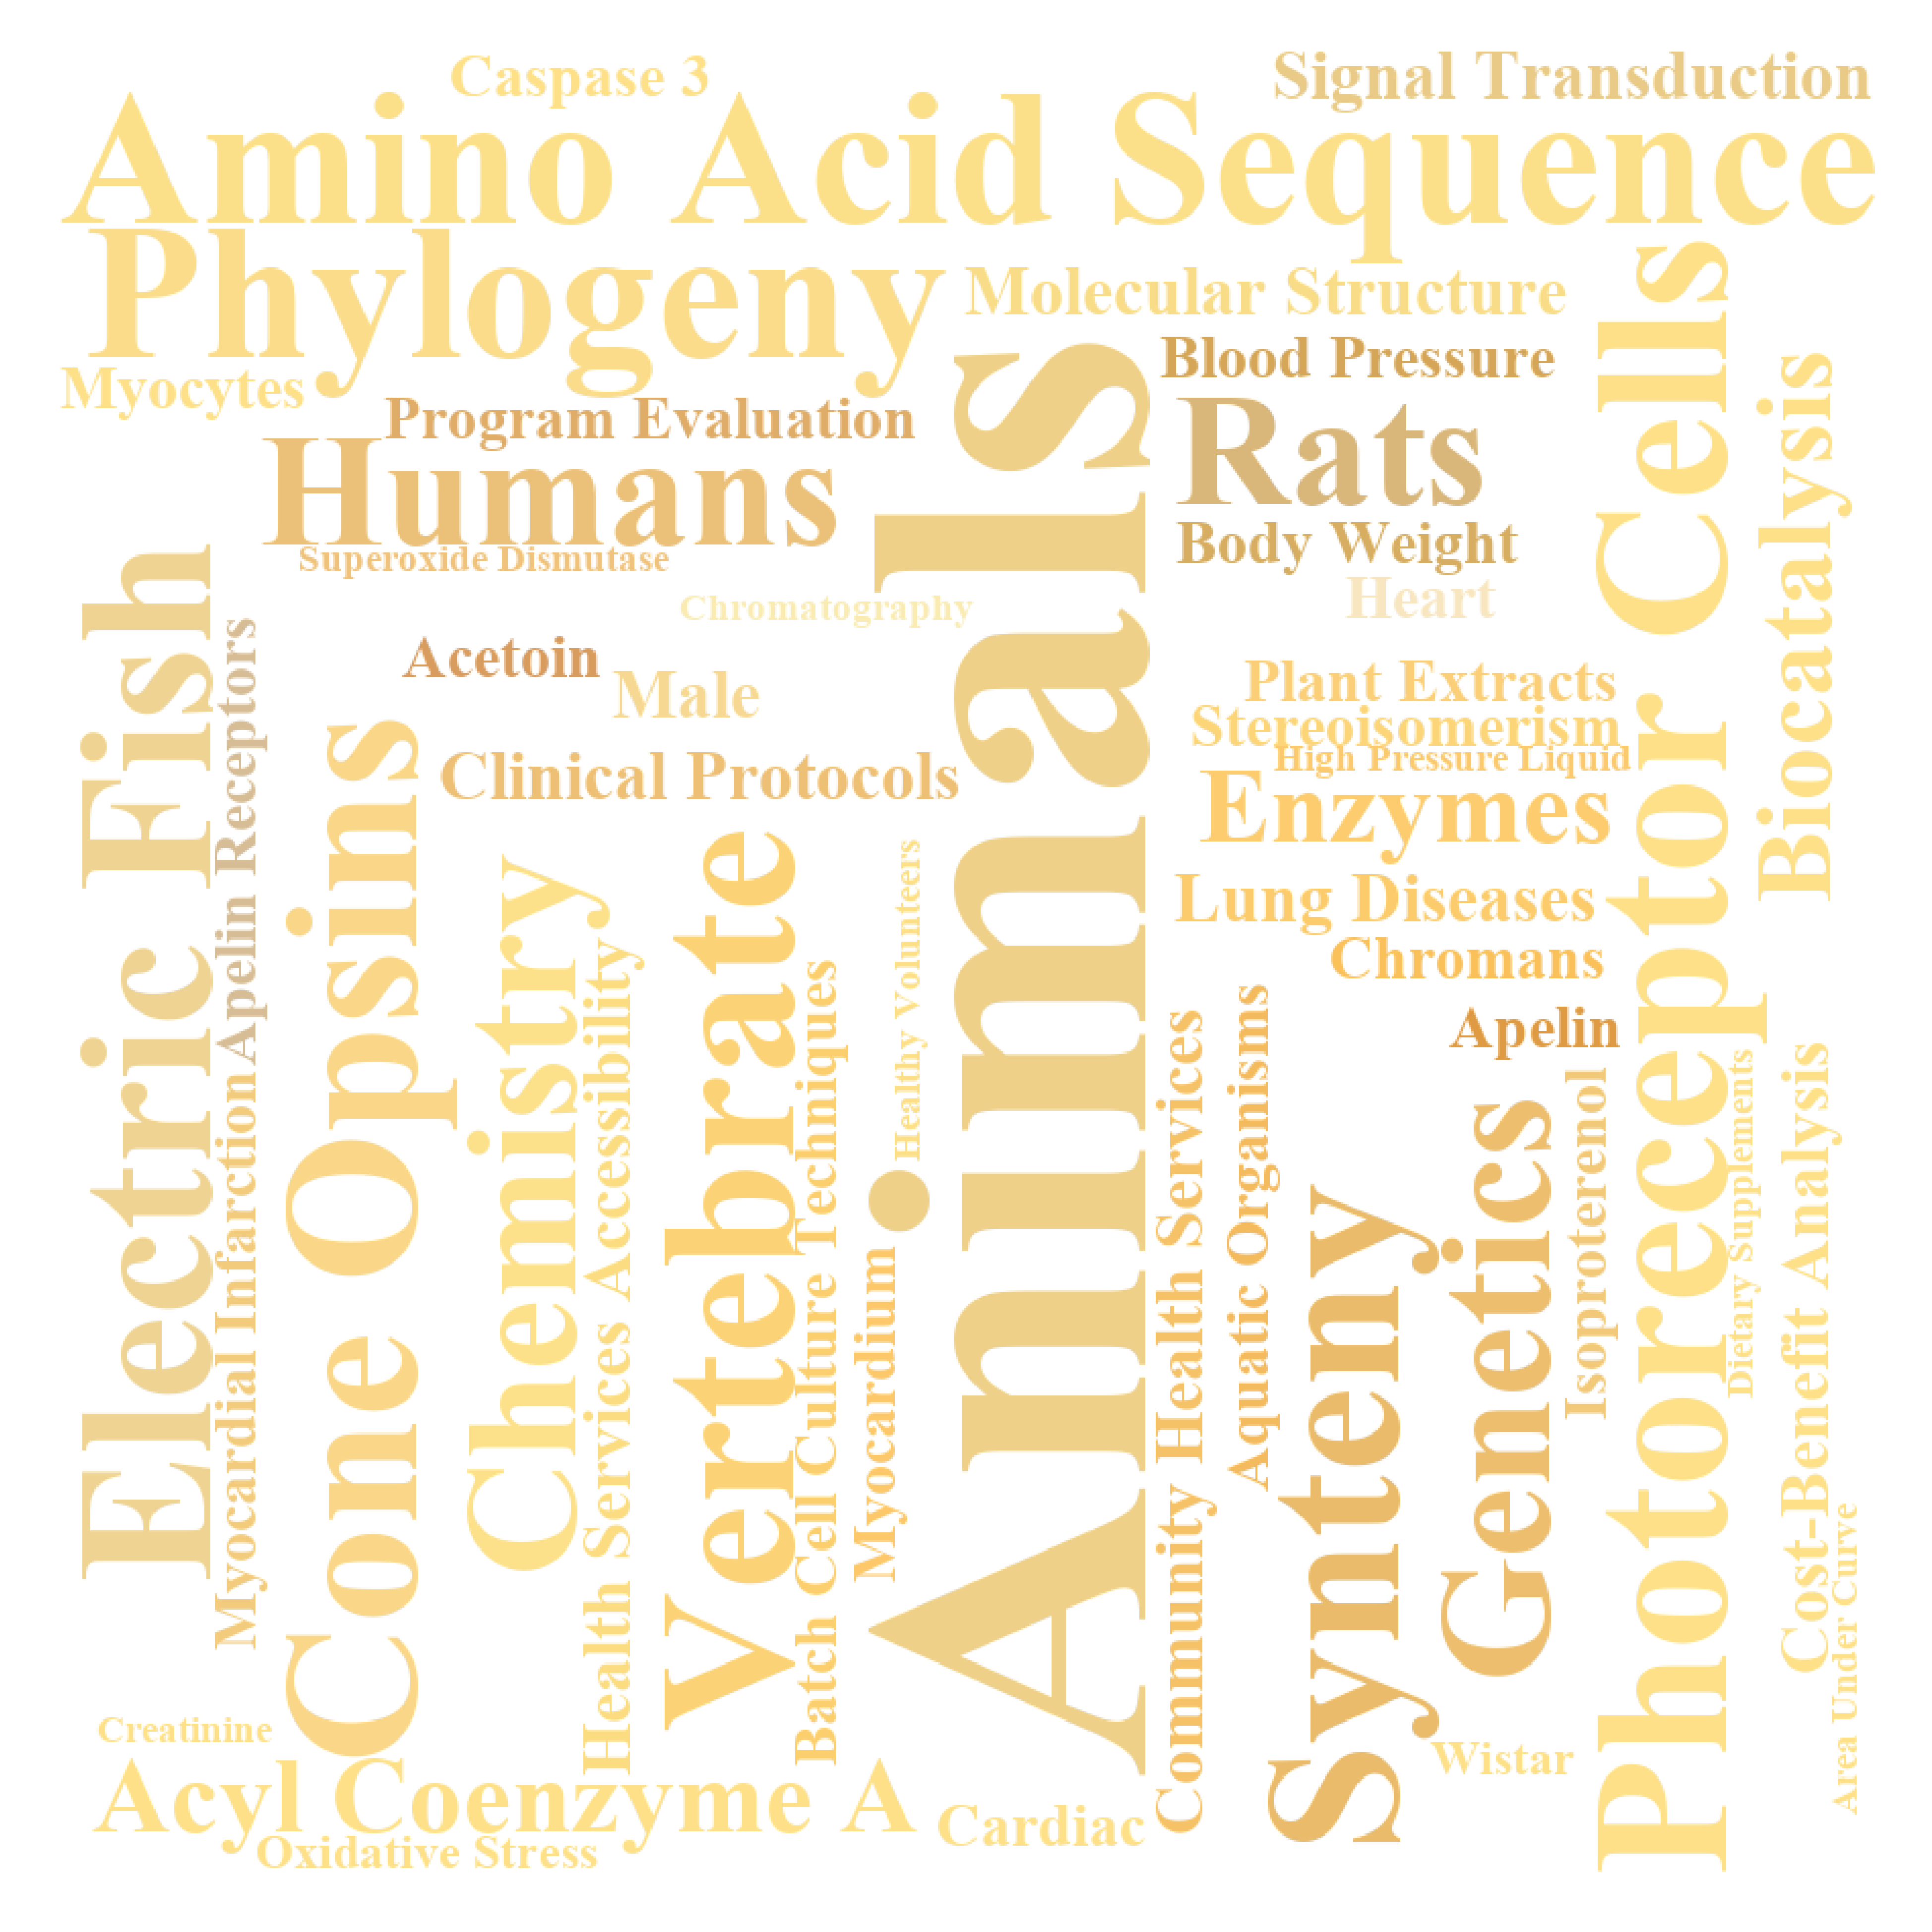 Caspase 3
Signal Transduction
Amino Acid Sequence
Phylogeny
Molecular Structure
Blood Pressure
Myocytes
Program Evaluation
Rats
Humans
Body Weight
Superoxide Dismutase
Heart
Chromatography
Acetoin
Male
Plant Extracts
Stereoisomerism
High Pressure Liquid
Clinical Protocols
Enzymes
Lung Diseases
Chromans
Apelin
Electric Fish
Apelin Receptors
Myocardial Infarction
Cone Opsins
Chemistry
Health Services Accessibility
Vertebrate
Batch Cell Culture Techniques
Healthy Volunteers
Myocardium
Animals
Community Health Services
Aquatic Organisms
Synteny
Genetics
Isoproterenol
Photoreceptor Cells
Dietary Supplements
Biocatalysis
Cost-Benefit Analysis
Area Under Curve
Creatinine
Wistar
Acyl Coenzyme A
Cardiac
Oxidative Stress